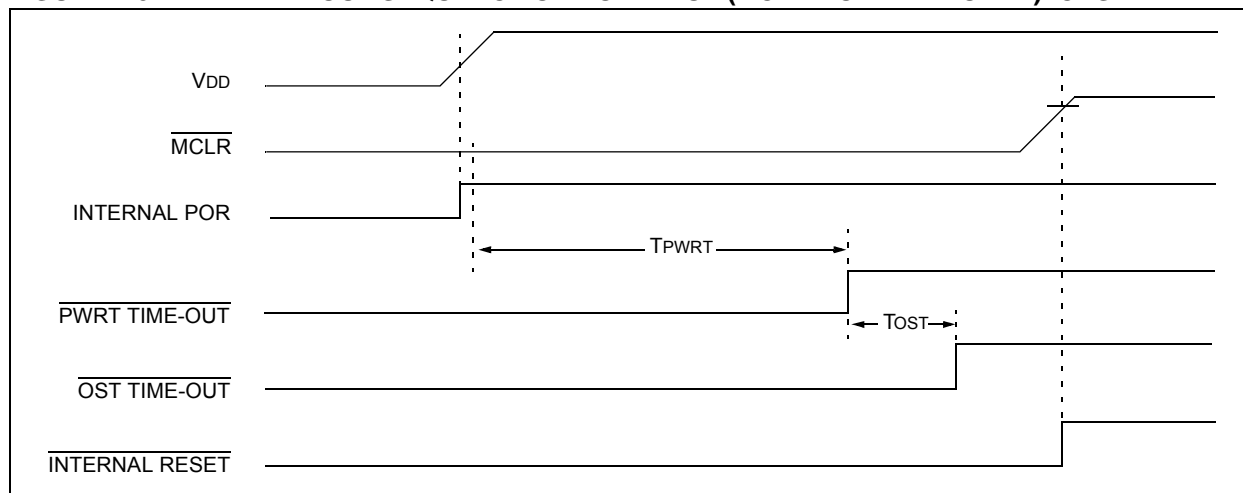 VDD
MCLR
INTERNAL POR
TPWRT
PWRT TIME-OUT
TOST
OST TIME-OUT
INTERNAL RESET